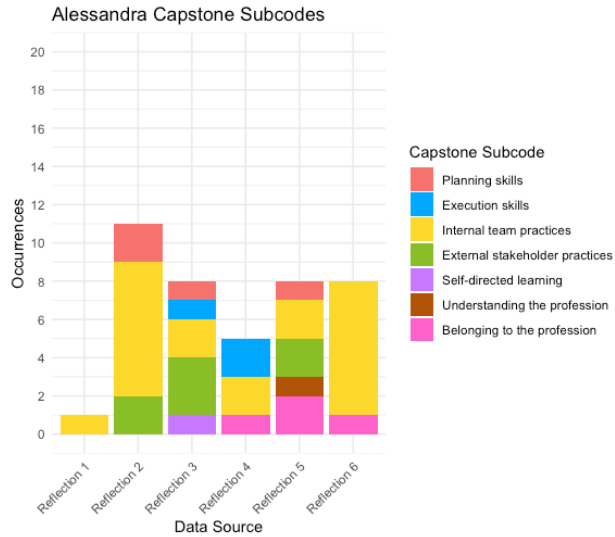 Alessandra Capstone Subcodes
20
18
16
14
12
10
8
6
4
2
0
Occurrences
Reflection 1
Reflection 2
Reflection 3
Reflection 4
Reflection 5
Reflection 6
Data Source
Capstone Subcode
Planning skills
Execution skills
Internal team practices
External stakeholder practices
Self-directed learning
Understanding the profession
Belonging to the profession